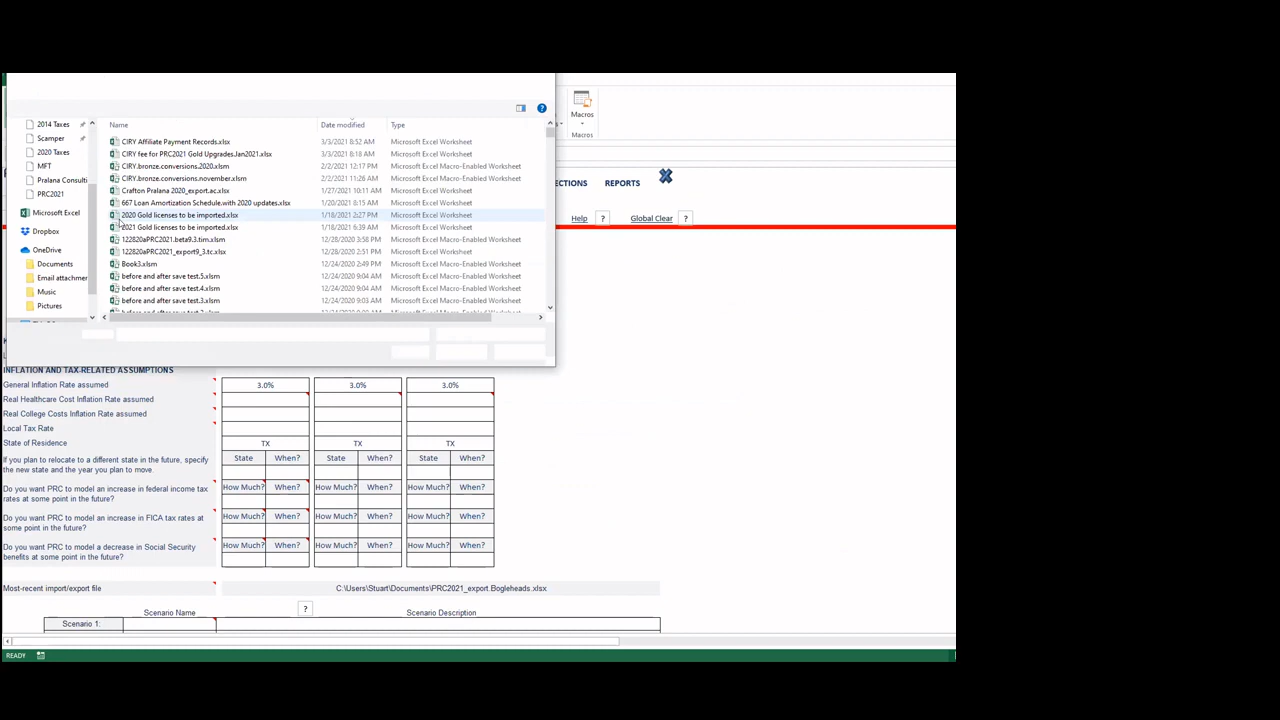 2014 Taxes
Scamper
2020 Taxes
MFT
Pralana Consulti
PRC2021
Microsoft Excel
Dropbox
OneDrive
Documents
Email attachmer
Music
Pictures
Name Date modified Type
CIRY Affiliate Payment Records.xlsx 3/3/2021 8:52 AM Microsoft Excel Worksheet
CIRY fee for PRC2021 Gold Upgrades.Jan2021.xlsx 3/3/2021 8:18 AM Microsoft Excel Worksheet
CIRY.bronze.conversions.2020.xlsm 2/2/2021 12:17 PM Microsoft Excel Macro-Enabled Worksheet
CIRY.bronze.conversions.november.xlsm 2/2/2021 11:26 AM Microsoft Excel Macro-Enabled Worksheet
Crafton Pralana 2020_export.ac.xlsx 1/27/2021 10:11 AM Microsoft Excel Worksheet
667 Loan Amortization Schedule.with 2020 updates.xlsx 1/20/2021 8:15 AM Microsoft Excel Worksheet
2020 Gold licenses to be imported.xlsx 1/18/2021 2:27 PM Microsoft Excel Worksheet
2021 Gold licenses to be imported.xlsx 1/18/2021 6:39 AM Microsoft Excel Worksheet
122820aPRC2021.beta9.3.tim.xlsm 12/28/2020 3:58 PM Microsoft Excel Macro-Enabled Worksheet
122820aPRC2021_export9_3.tc.xlsx 12/28/2020 2:51 PM Microsoft Excel Worksheet
Book3.xlsm 12/24/2020 2:49 PM Microsoft Excel Macro-Enabled Worksheet
before and after save test.5.xlsm 12/24/2020 9:04 AM Microsoft Excel Macro-Enabled Worksheet
before and after save test.4.xlsm 12/24/2020 9:04 AM Microsoft Excel Macro-Enabled Worksheet
before and after save test.3.xlsm 12/24/2020 9:03 AM Microsoft Excel Macro-Enabled Worksheet
Macros
Macros
CTIONS REPORTS
Help ? Global Clear ?
INFLATION AND TAX-RELATED ASSUMPTIONS
General Inflation Rate assumed 3.0% 3.0% 3.0%
Real Healthcare Cost Inflation Rate assumed
Real College Costs Inflation Rate assumed
Local Tax Rate
State of Residence TX TX TX
If you plan to relocate to a different state in the future, specify
the new state and the year you plan to move.
State When? State When? State When?
Do you want PRC to model an increase in federal income tax
rates at some point in the future?
How Much? When? How Much? When? How Much? When?
Do you want PRC to model an increase in FICA tax rates at
some point in the future?
How Much? When? How Much? When? How Much? When?
Do you want PRC to model a decrease in Social Security
benefits at some point in the future?
How Much? When? How Much? When? How Much? When?
Most-recent import/export file C:\Users\Stuart\Documents\PRC2021_export.Bogleheads.xlsx
Scenario Name ? Scenario Description
Scenario 1:
READY